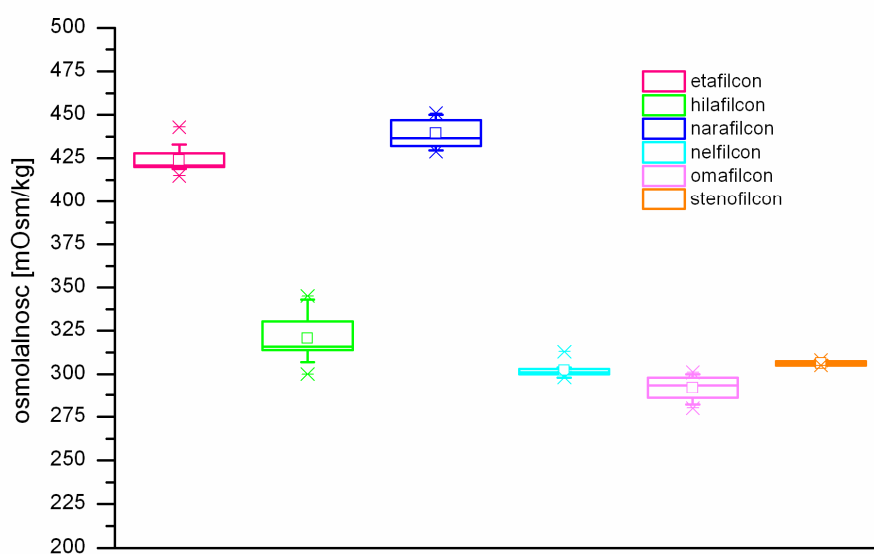 osmolalnosc [mOsm/kg]
500
475
450
425
400
375
350
325
300
275
250
225
200
etafilcon
hilafilcon
narafilcon
nelfilcon
omafilcon
stenofilcon